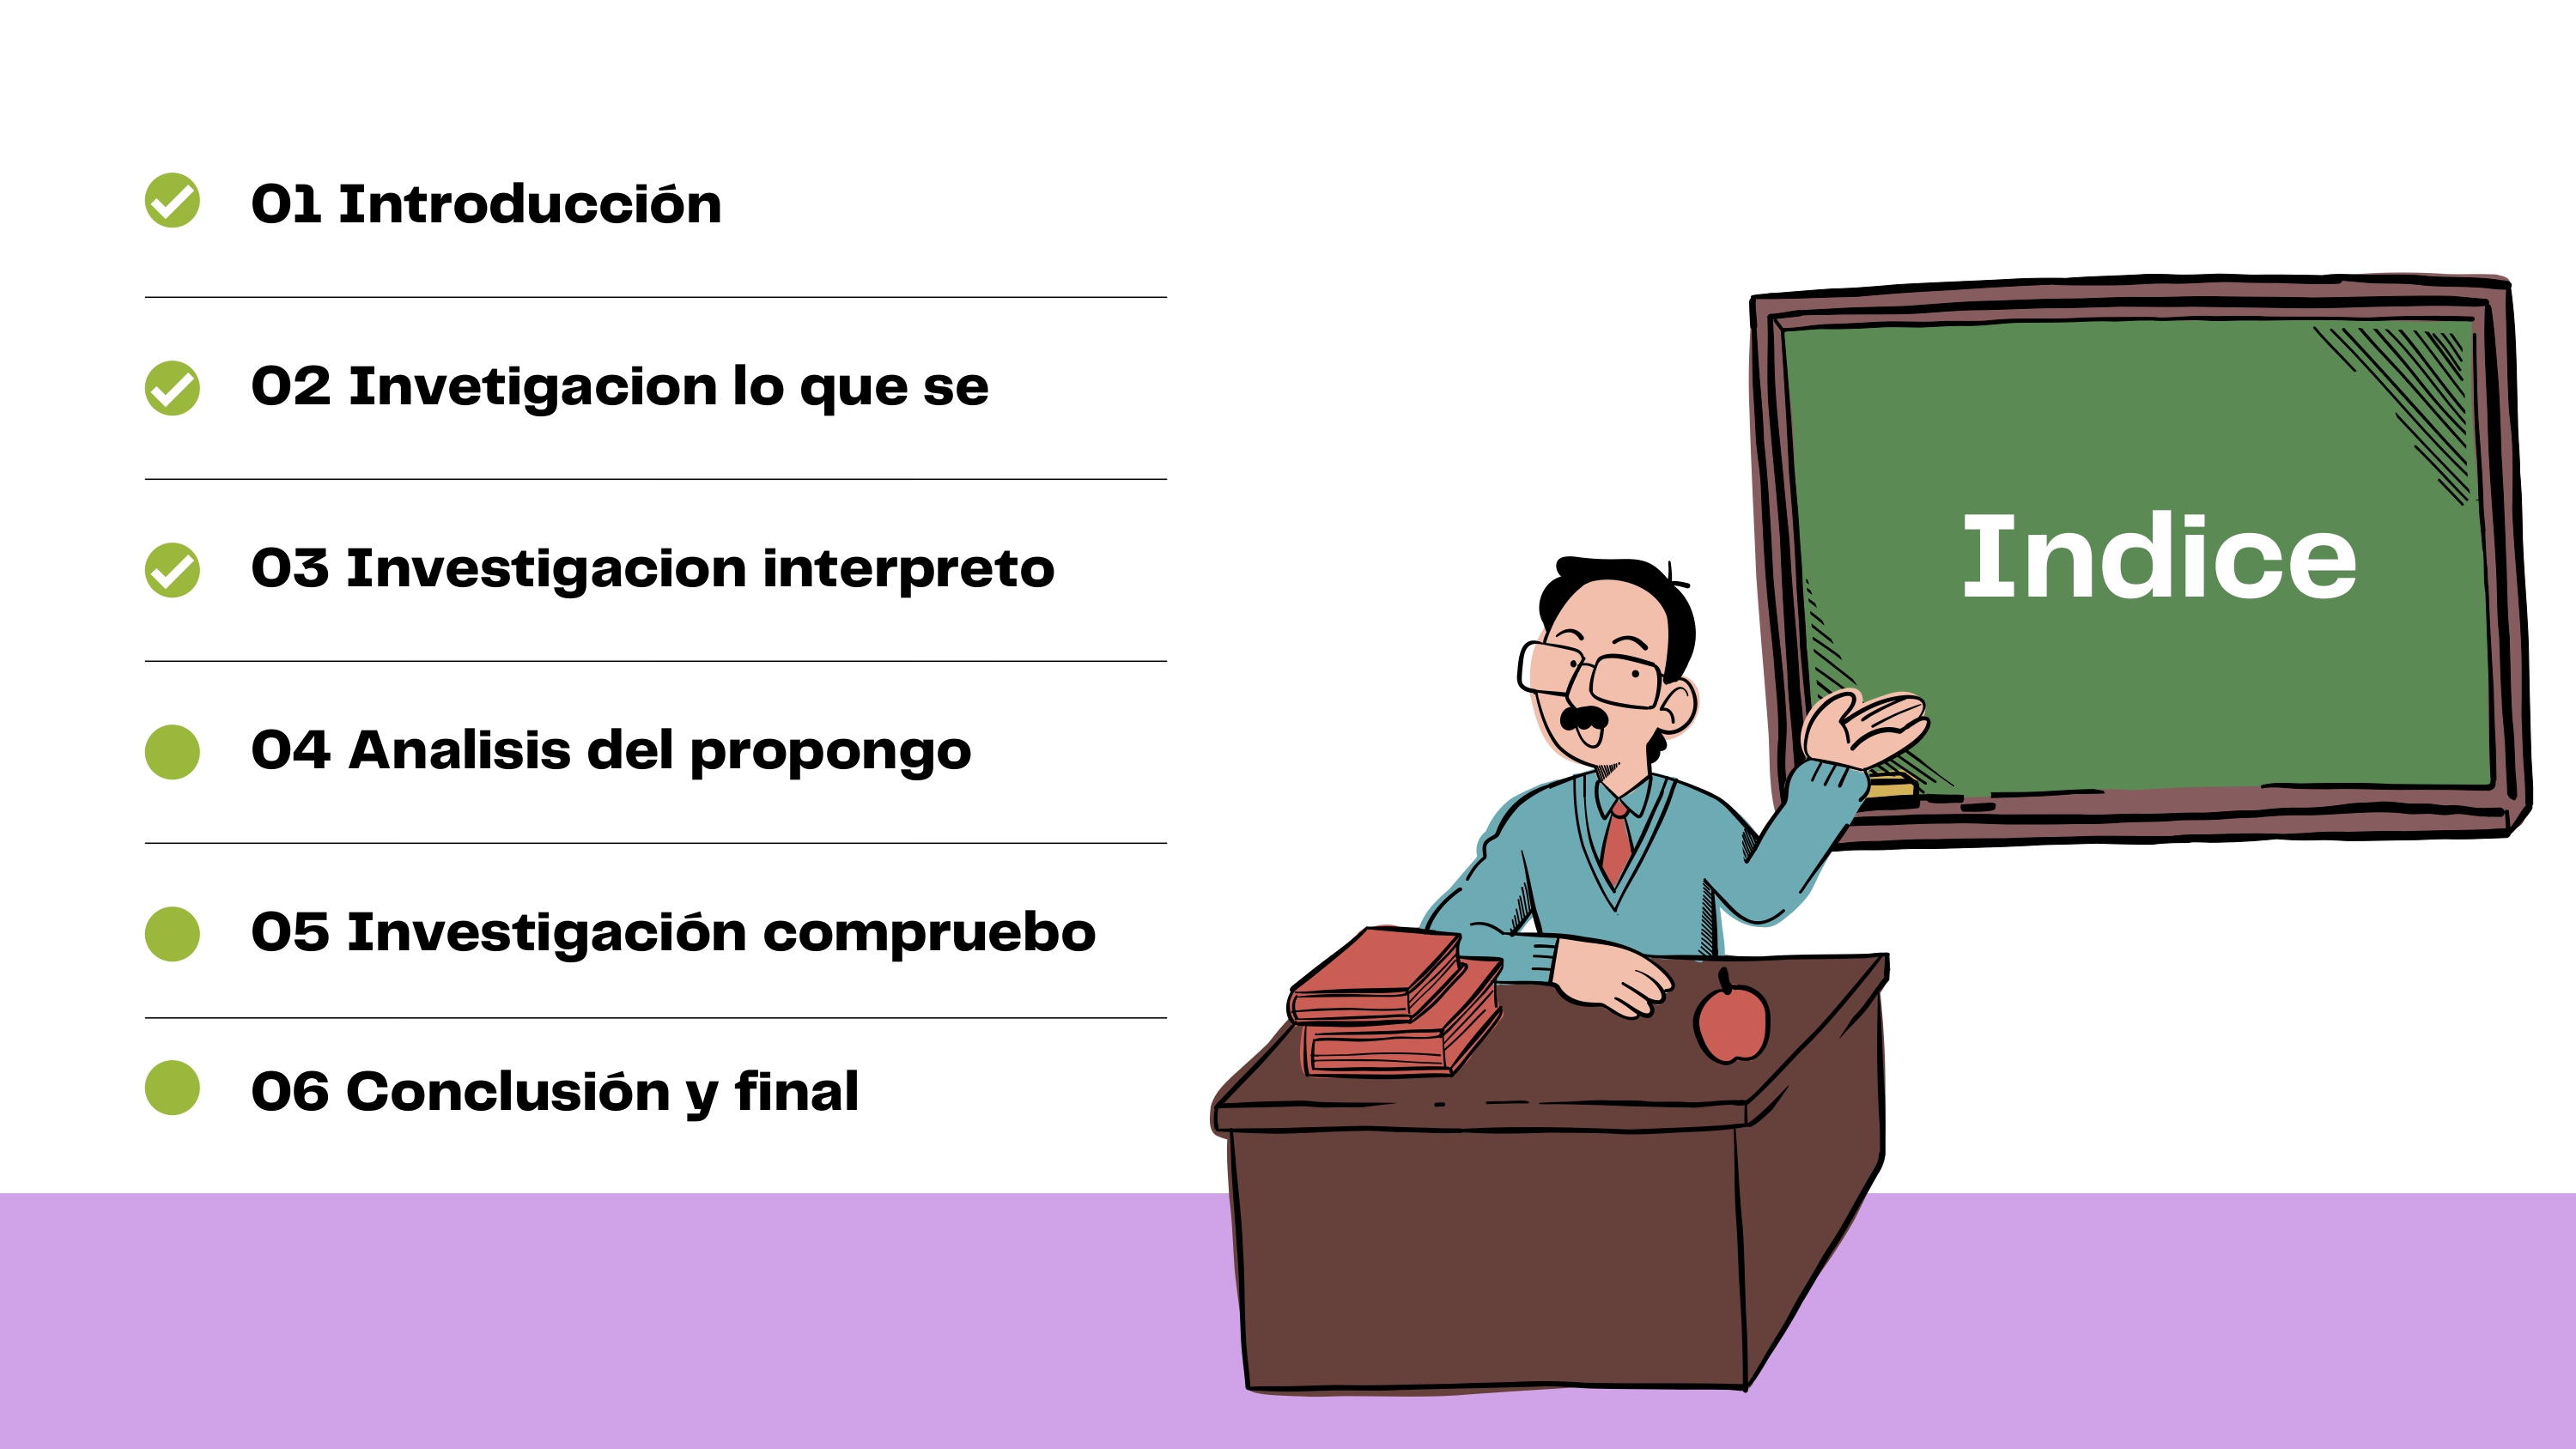 01 Introducción
02 Invetigacion lo que se
03 Investigacion interpreto
04 Analisis del propongo
05 Investigación compruebo
06 Conclusión y final
Indice